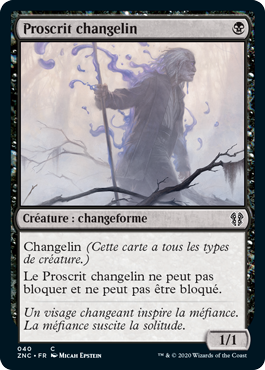 Proscrit changelin
Créature : changeforme
Changelin (Cette carte a tous les types
de créature.)
Le Proscrit changelin ne peut pas
bloquer et ne peut pas être bloqué.
Un visage changeant inspire la méfiance.
La méfiance suscite la solitude.
1/1
040 C
ZNC • FR Micah Epstein
™ & © 2020 Wizards of the Coast